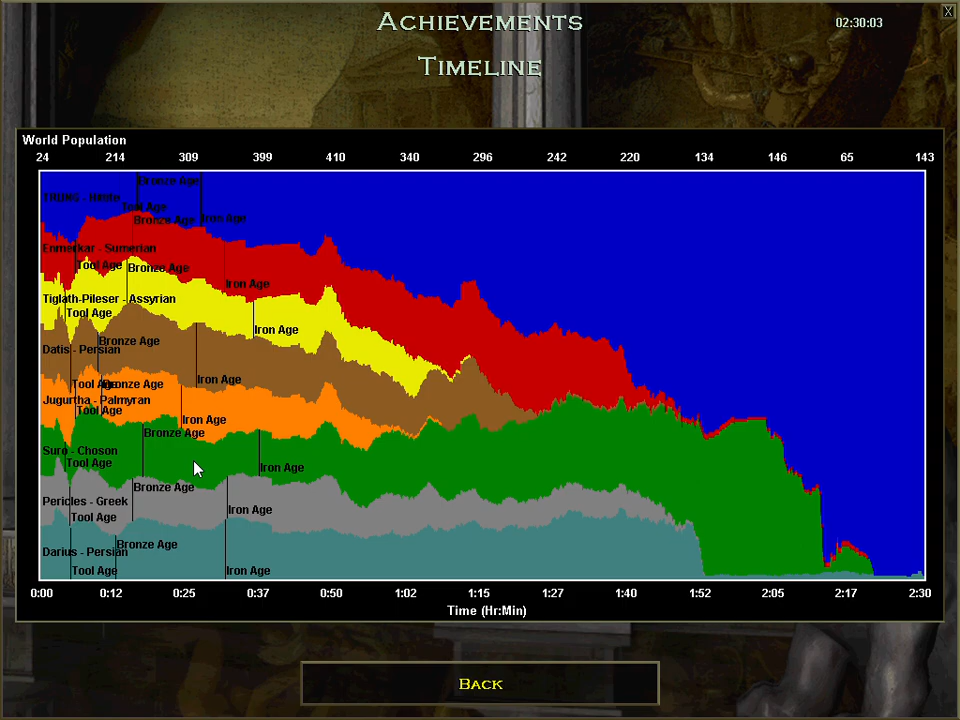 ACHIEVEMENTS
02:30:03
X
TIMELINE
World Population
24 214 309 399 410 340 296 242 220 134 146 65 143
Bronze Age
Tool Age
Bronze Age Iron Age
Enmerkar - Sumerian
Tool Age Bronze Age
Iron Age
Tiglath-Pileser - Assyrian
Tool Age
Iron Age
Bronze Age
Datis - Persian
Iron Age
Tool Age Bronze Age
Jugurtha - Palmyran
Tool Age
Iron Age
Bronze Age
Suro - Choson
Tool Age
Iron Age
Bronze Age
Pericles - Greek
Iron Age
Tool Age
Bronze Age
Darius - Persian
Tool Age
Iron Age
0:00 0:12 0:25 0:37 0:50 1:02 1:15 1:27 1:40 1:52 2:05 2:17 2:30
Time (Hr:Min)
BACK